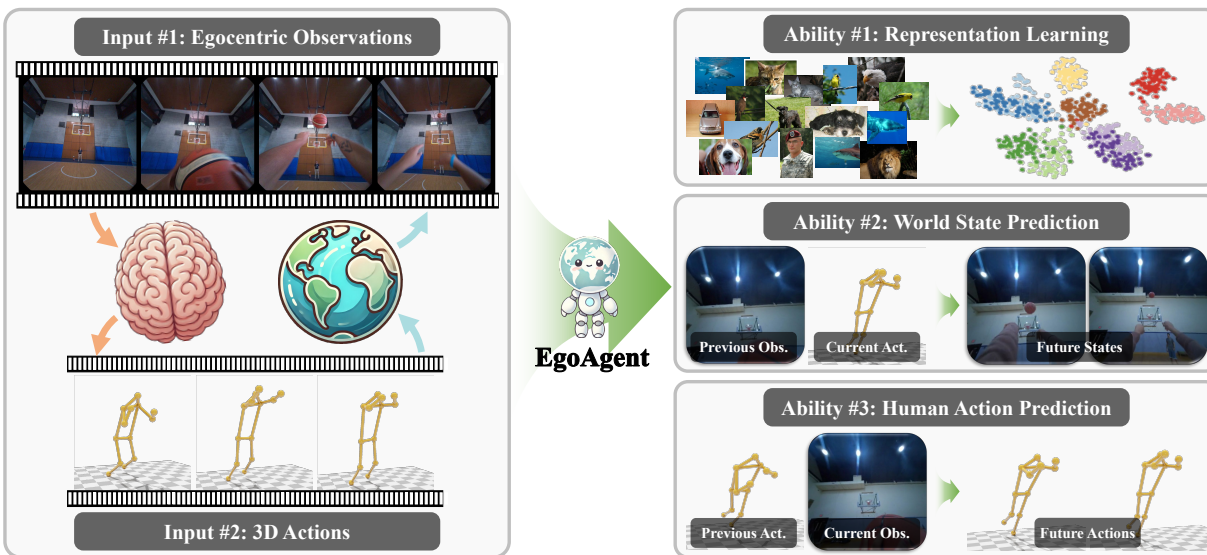 Input #1: Egocentric Observations
Input #2: 3D Actions
EgoAgent
Ability #1: Representation Learning
Ability #2: World State Prediction
Previous Obs.
Current Act.
Future States
Ability #3: Human Action Prediction
Previous Act.
Current Obs.
Future Actions